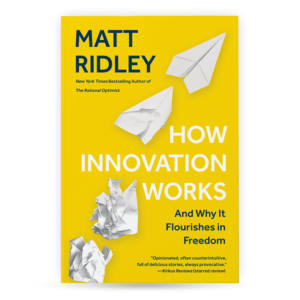 MATT
RIDLEY
New York Times Bestselling Author of
The Rational Optimist
HOW
INNOVATION
WORKS
And Why It
Flourishes in
Freedom
"Opinionated, often counterintuitive,
full of delicious stories, always provocative."
—Kirkus Reviews (starred review)